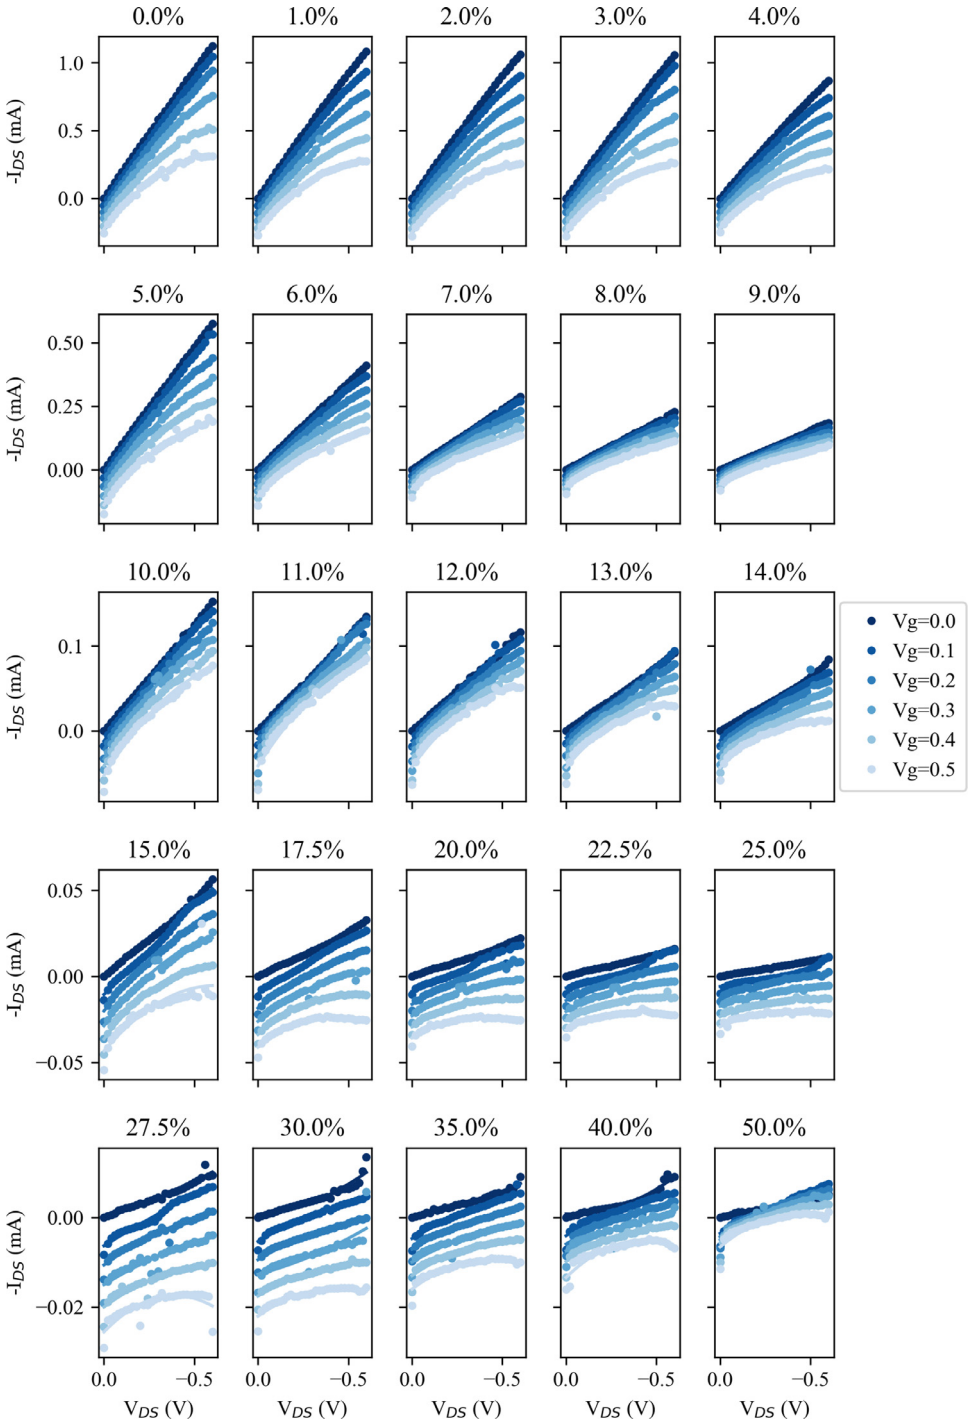 0.0% 1.0% 2.0% 3.0% 4.0%
1.0
0.5
0.0
-I_DS (mA)
5.0% 6.0% 7.0% 8.0% 9.0%
0.50
0.25
0.00
-I_DS (mA)
10.0% 11.0% 12.0% 13.0% 14.0%
0.1
0.0
-I_DS (mA)
Vg=0.0
Vg=0.1
Vg=0.2
Vg=0.3
Vg=0.4
Vg=0.5
15.0% 17.5% 20.0% 22.5% 25.0%
0.05
0.00
−0.05
-I_DS (mA)
27.5% 30.0% 35.0% 40.0% 50.0%
0.00
−0.02
-I_DS (mA)
0.0 −0.5 0.0 −0.5 0.0 −0.5 0.0 −0.5 0.0 −0.5
V_DS (V) V_DS (V) V_DS (V) V_DS (V) V_DS (V)